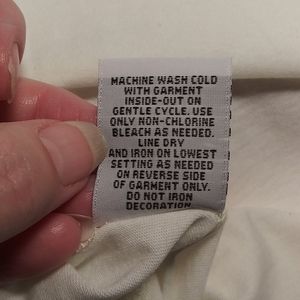 MACHINE WASH COLD
WITH GARMENT
INSIDE-OUT ON
GENTLE CYCLE. USE
ONLY NON-CHLORINE
BLEACH AS NEEDED.
LINE DRY
AND IRON ON LOWEST
SETTING AS NEEDED
ON REVERSE SIDE
OF GARMENT ONLY.
DO NOT IRON
DECORATION